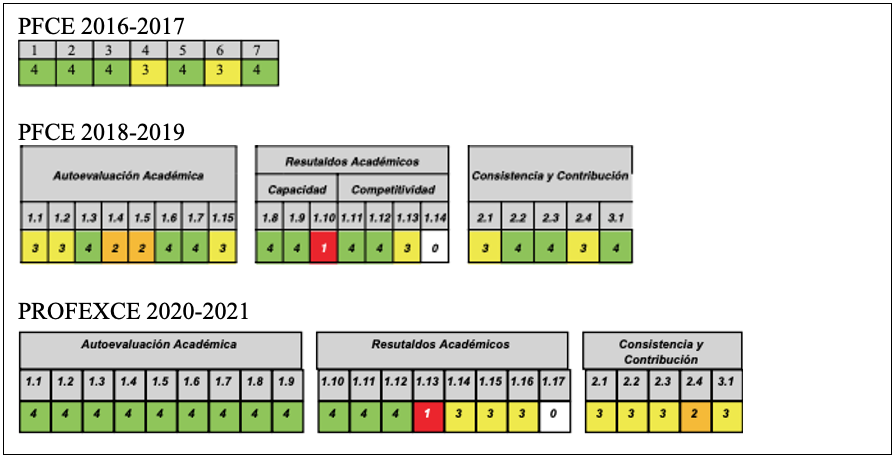 PFCE 2016-2017
1 2 3 4 5 6 7
4 4 4 3 4 3 4
PFCE 2018-2019
Autoevaluación Académica
1.1 1.2 1.3 1.4 1.5 1.6 1.7 1.15
3 3 4 2 2 4 4 3
Resutaldos Académicos
Capacidad Competitividad
1.8 1.9 1.10 1.11 1.12 1.13 1.14
4 4 1 4 4 3 0
Consistencia y Contribución
2.1 2.2 2.3 2.4 3.1
3 4 4 3 4
PROFEXCE 2020-2021
Autoevaluación Académica
1.1 1.2 1.3 1.4 1.5 1.6 1.7 1.8 1.9
4 4 4 4 4 4 4 4 4
Resutaldos Académicos
1.10 1.11 1.12 1.13 1.14 1.15 1.16 1.17
4 4 4 1 3 3 3 0
Consistencia y
Contribución
2.1 2.2 2.3 2.4 3.1
3 3 3 2 3